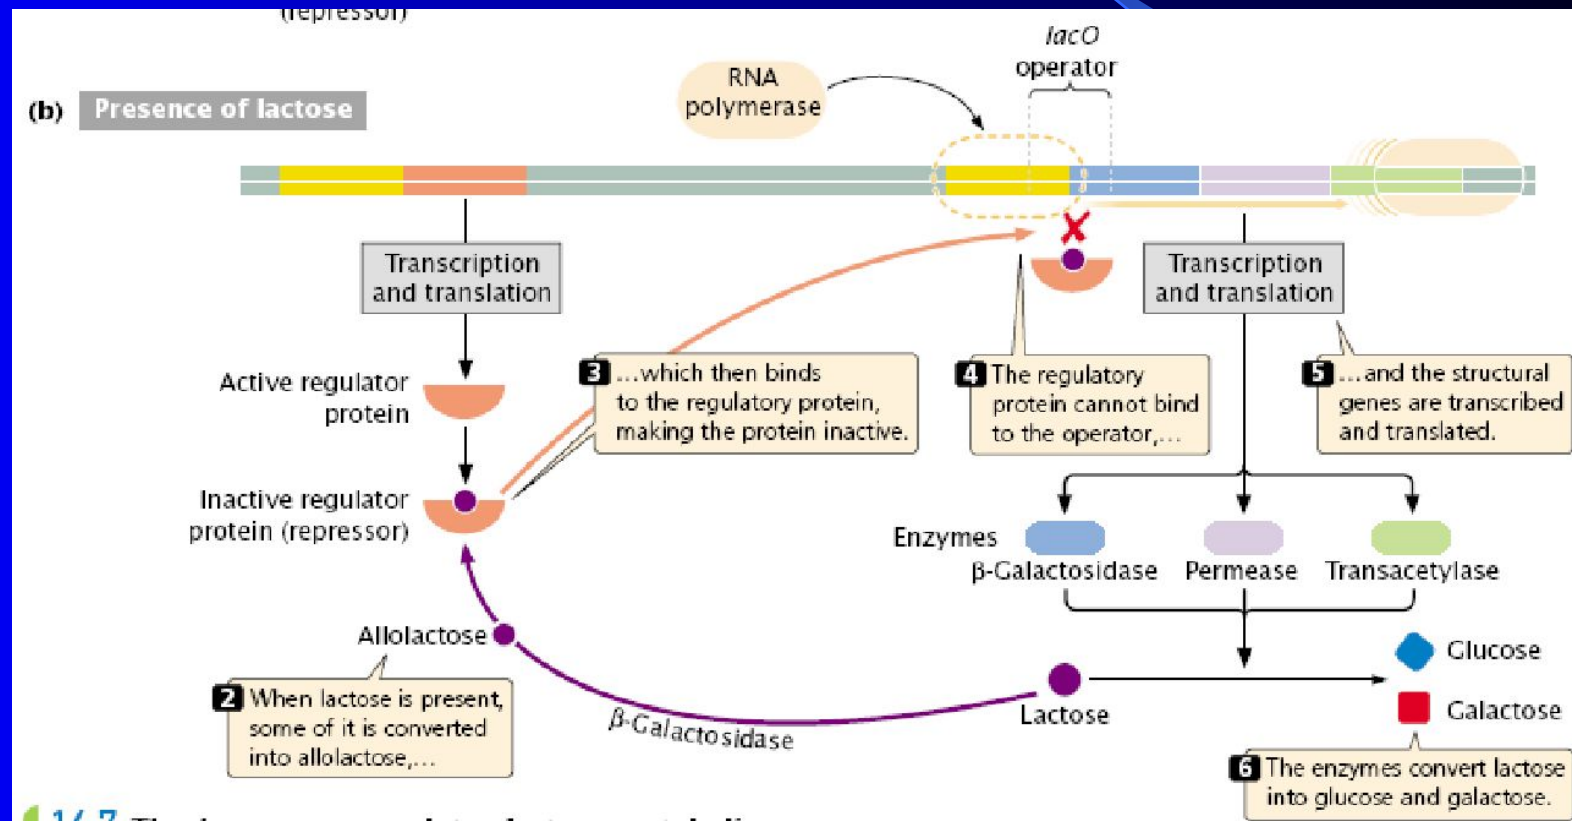 (repressor)
lacO
operator
RNA
polymerase
(b) Presence of lactose
Transcription
and translation
Transcription
and translation
Active regulator
protein
3 …which then binds
to the regulatory protein,
making the protein inactive.
4 The regulatory
protein cannot bind
to the operator,…
5 …and the structural
genes are transcribed
and translated.
Inactive regulator
protein (repressor)
Enzymes
β-Galactosidase Permease Transacetylase
Allolactose
2 When lactose is present,
some of it is converted
into allolactose,…
β-Galactosidase
Lactose
Glucose
Galactose
6 The enzymes convert lactose
into glucose and galactose.